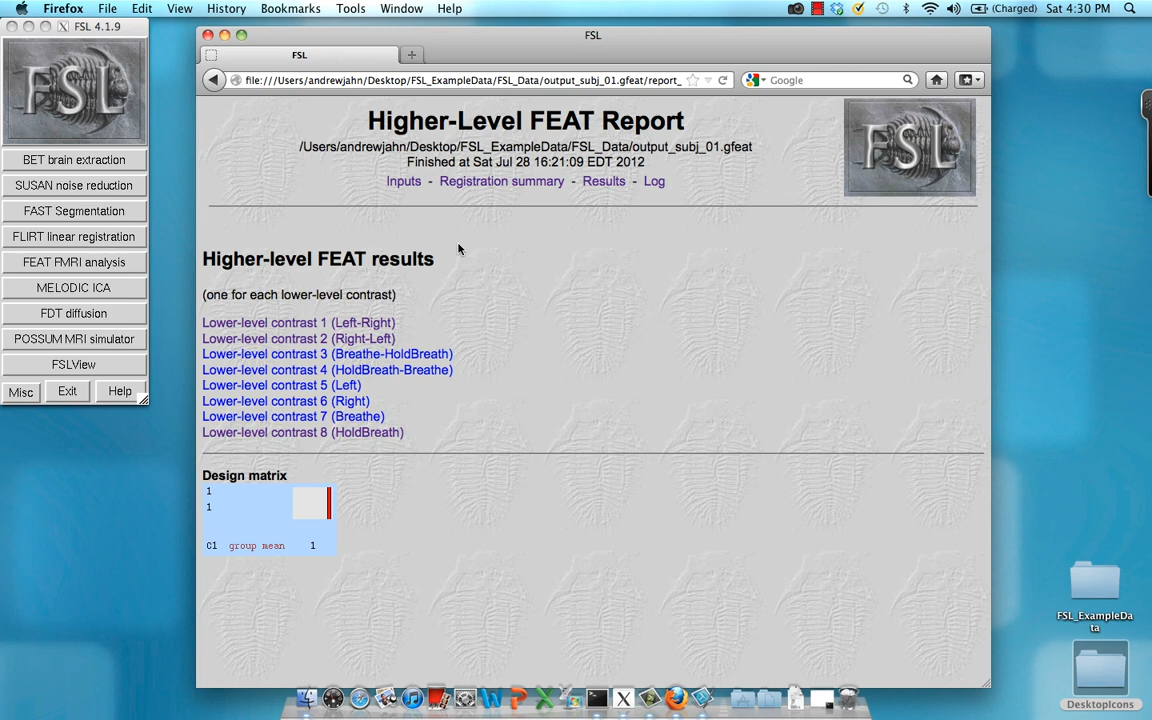 Firefox File Edit View History Bookmarks Tools Window Help (Charged) Sat 4:30 PM
X FSL 4.1.9
FSL
BET brain extraction
SUSAN noise reduction
FAST Segmentation
FLIRT linear registration
FEAT FMRI analysis
MELODIC ICA
FDT diffusion
POSSUM MRI simulator
FSLView
Misc Exit Help
FSL
FSL
file:///Users/andrewjahn/Desktop/FSL_ExampleData/FSL_Data/output_subj_01.gfeat/report_ Google
Higher-Level FEAT Report
/Users/andrewjahn/Desktop/FSL_ExampleData/FSL_Data/output_subj_01.gfeat
Finished at Sat Jul 28 16:21:09 EDT 2012
Inputs - Registration summary - Results - Log
FSL
Higher-level FEAT results
(one for each lower-level contrast)
Lower-level contrast 1 (Left-Right)
Lower-level contrast 2 (Right-Left)
Lower-level contrast 3 (Breathe-HoldBreath)
Lower-level contrast 4 (HoldBreath-Breathe)
Lower-level contrast 5 (Left)
Lower-level contrast 6 (Right)
Lower-level contrast 7 (Breathe)
Lower-level contrast 8 (HoldBreath)
Design matrix
1
1
C1 group mean 1
FSL_ExampleDa
ta
DesktopIcons